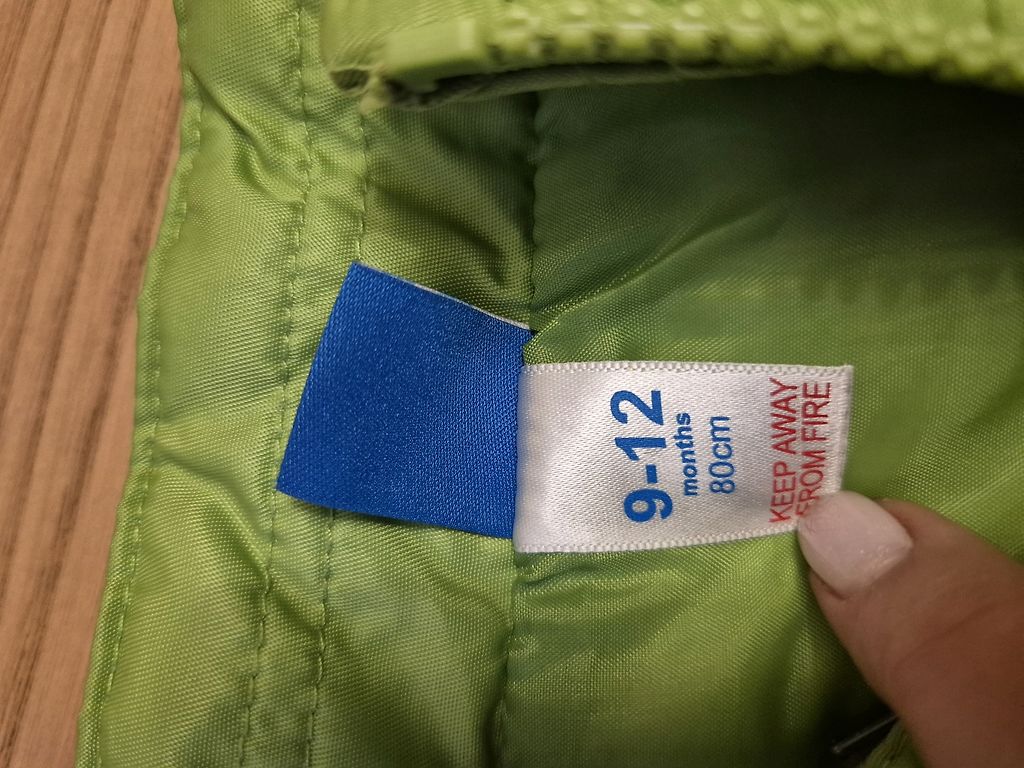 9-12
months
80cm
KEEP AWAY
FROM FIRE